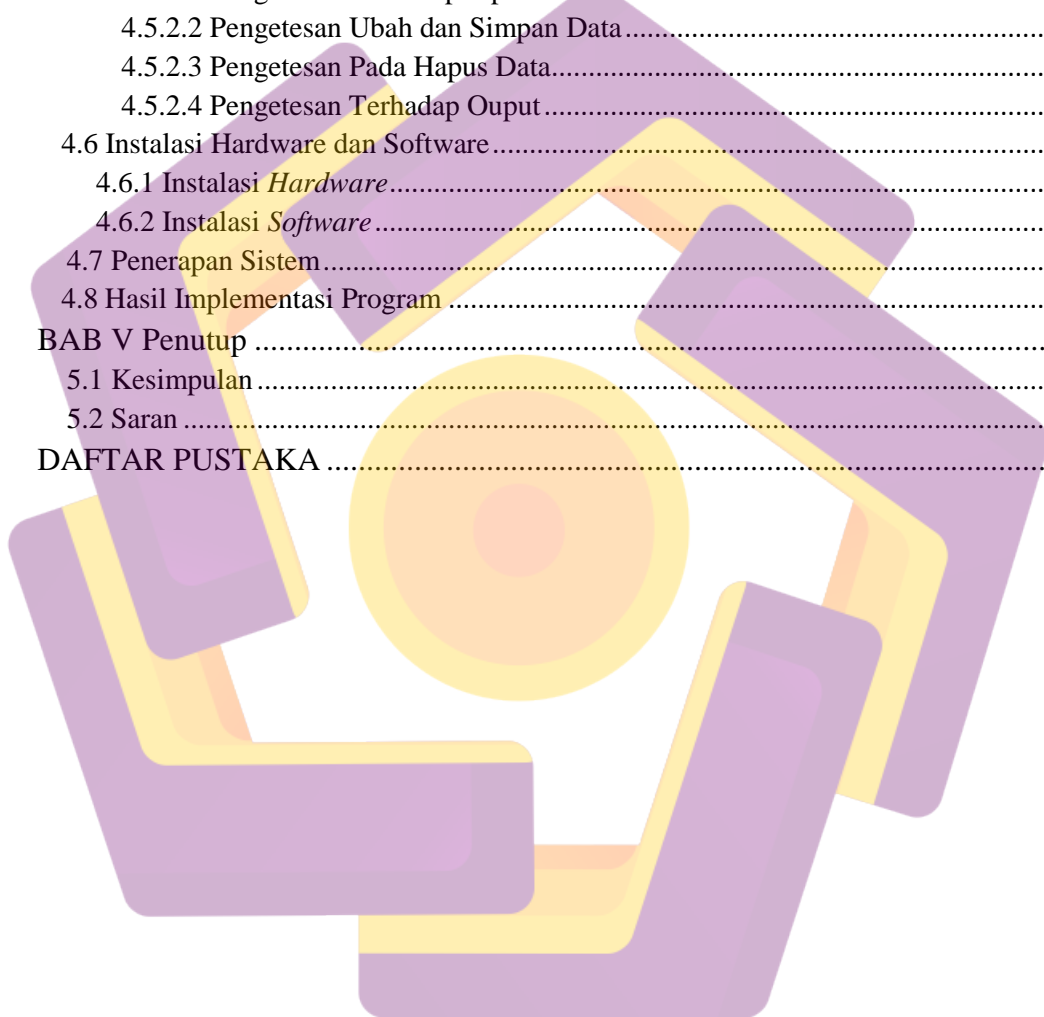 4.5.2.2 Pengetesan Ubah dan Simpan Data............................................................
4.5.2.3 Pengetesan Pada Hapus Data......................................................................
4.5.2.4 Pengetesan Terhadap Ouput.......................................................................
4.6 Instalasi Hardware dan Software.......................................................................
4.6.1 Instalasi Hardware.........................................................................................
4.6.2 Instalasi Software...........................................................................................
4.7 Penerapan Sistem..............................................................................................
4.8 Hasil Implementasi Program .............................................................................
BAB V Penutup ......................................................................................................
5.1 Kesimpulan.......................................................................................................
5.2 Saran ................................................................................................................
DAFTAR PUSTAKA ..............................................................................................